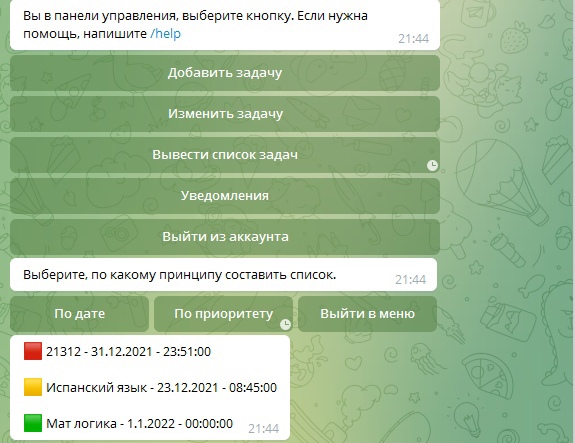 Вы в панели управления, выберите кнопку. Если нужна
помощь, напишите /help
21:44
Добавить задачу
Изменить задачу
Вывести список задач
Уведомления
Выйти из аккаунта
Выберите, по какому принципу составить список.
21:44
По дате
По приоритету
Выйти в меню
21312 - 31.12.2021 - 23:51:00
Испанский язык - 23.12.2021 - 08:45:00
Мат логика - 1.1.2022 - 00:00:00
21:44